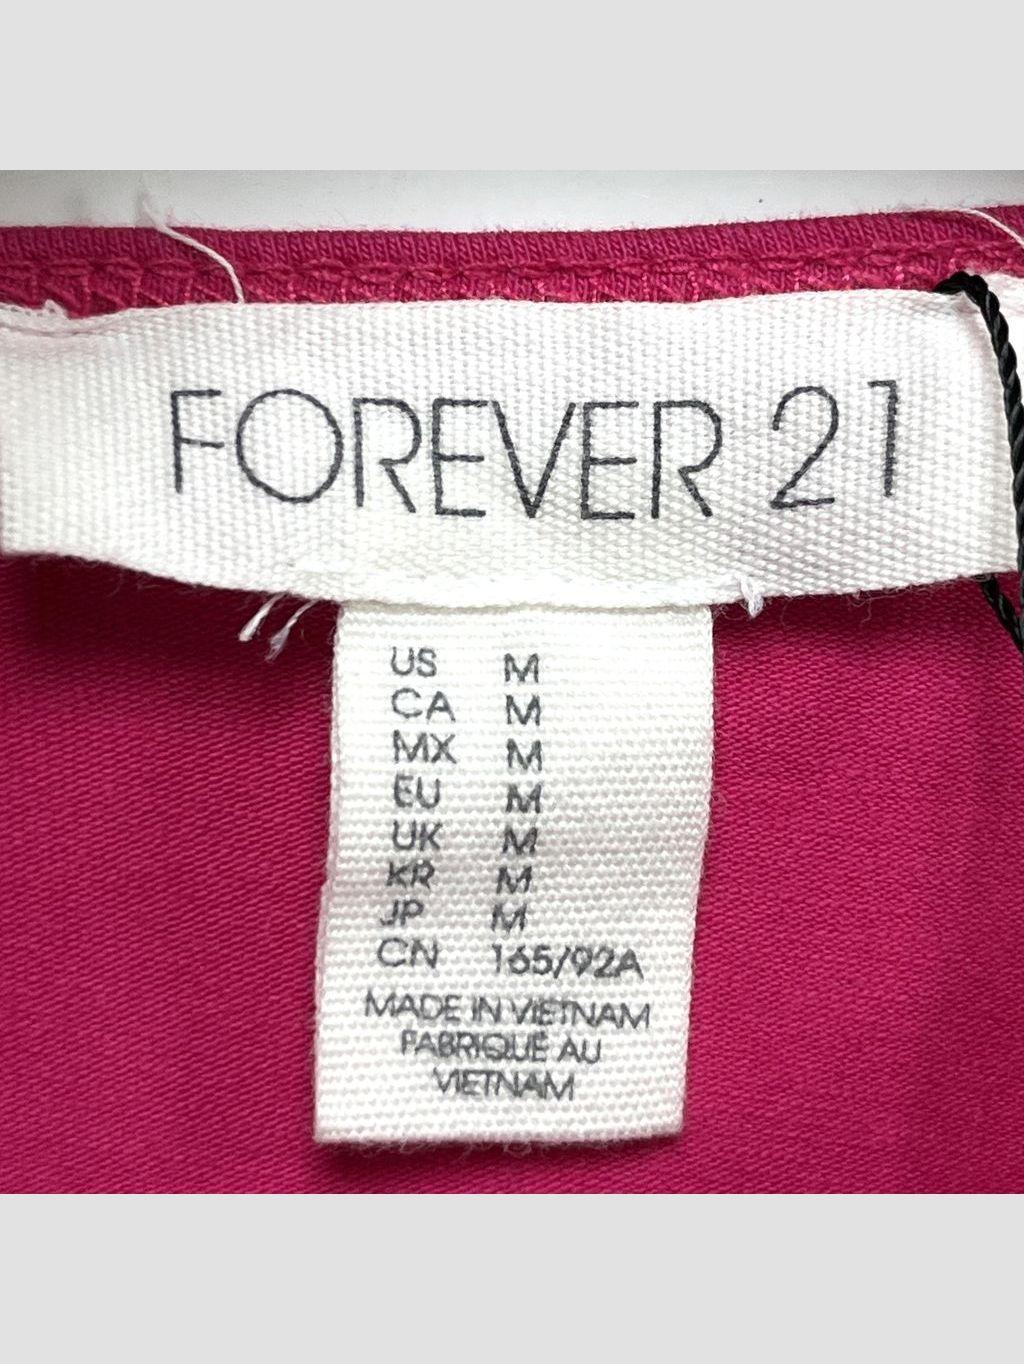 FOREVER 21
US M
CA M
MX M
EU M
UK M
KR M
JP M
CN 165/92A
MADE IN VIETNAM
FABRIQUÉ AU
VIETNAM